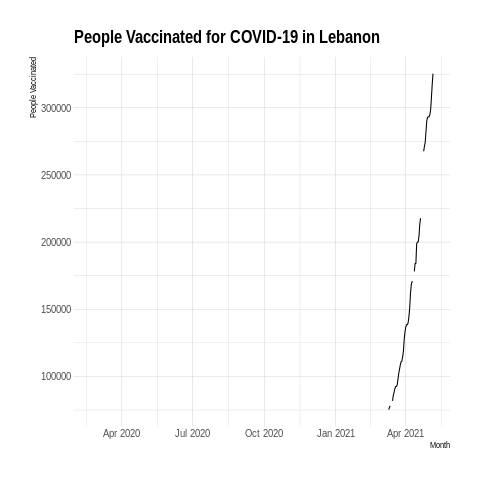 People Vaccinated for COVID-19 in Lebanon
People Vaccinated
300000
250000
200000
150000
100000
Apr 2020 Jul 2020 Oct 2020 Jan 2021 Apr 2021
Month